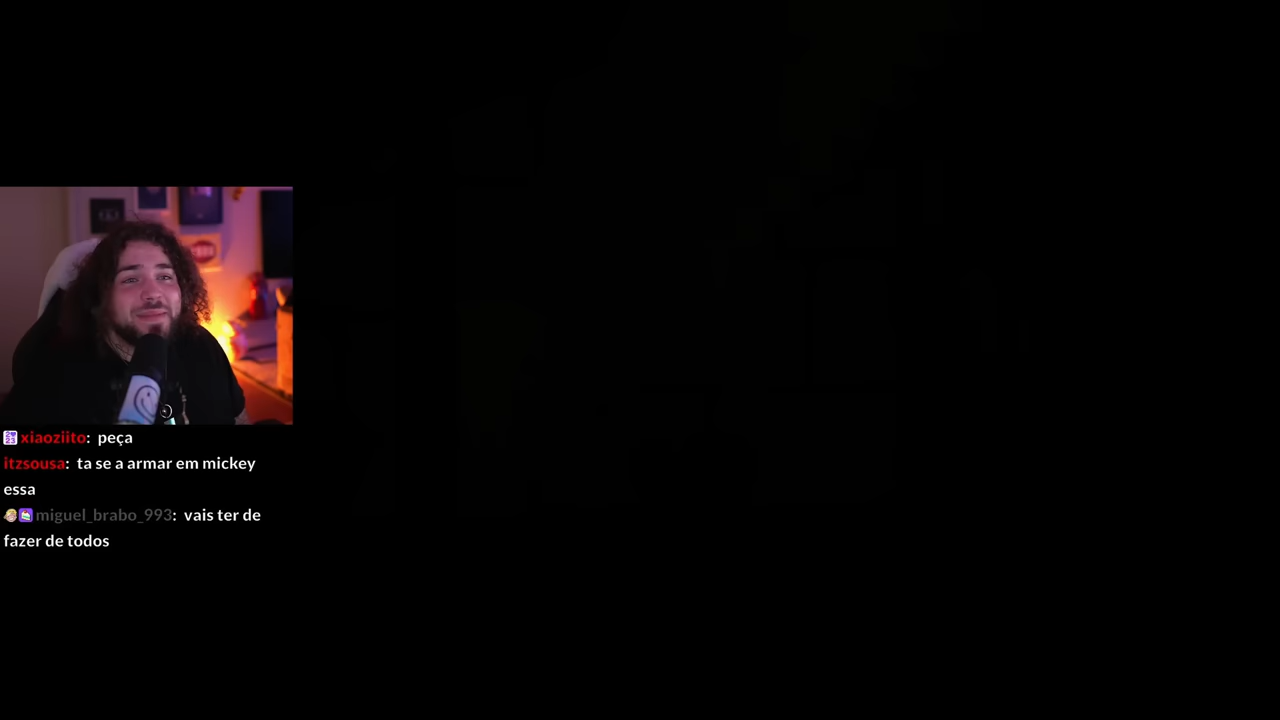 xiaoziito: peça
itzsousa: ta se a armar em mickey
essa
miguel_brabo_993: vais ter de
fazer de todos